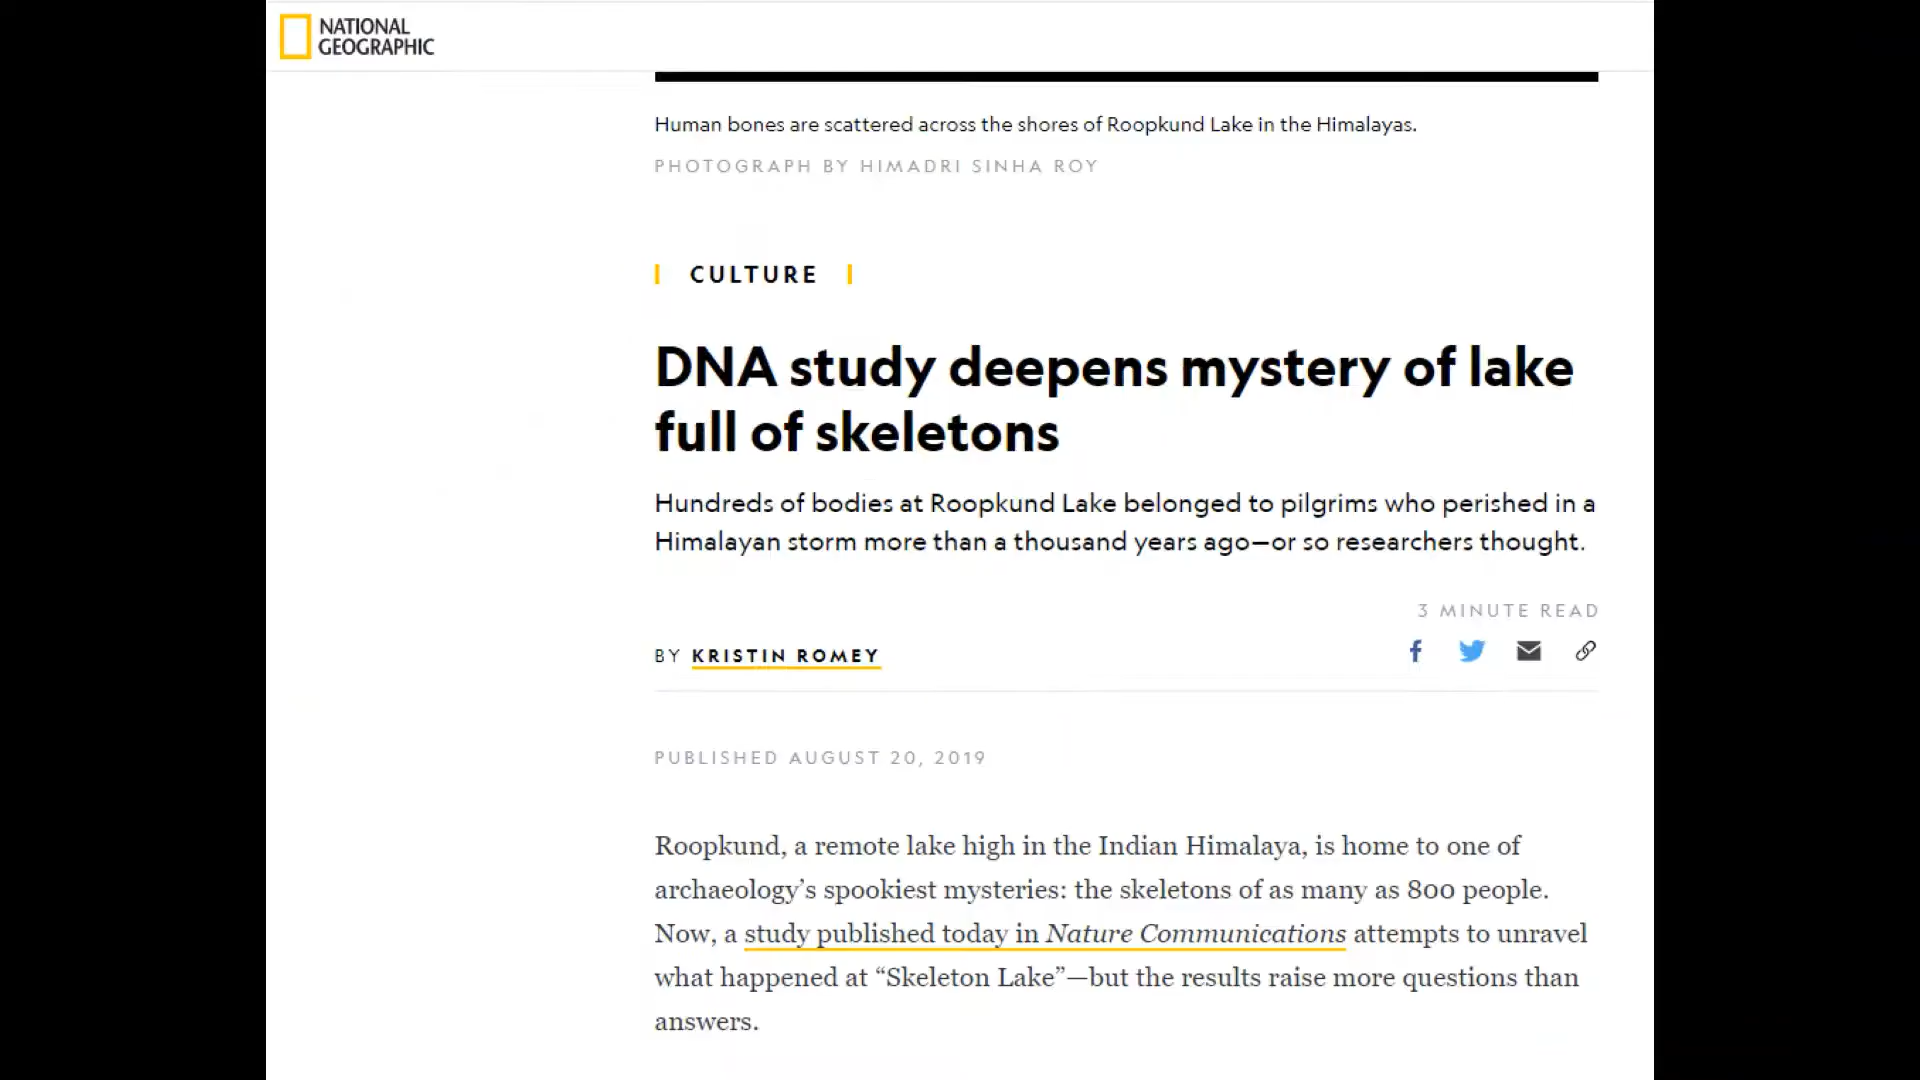 NATIONAL
GEOGRAPHIC
Human bones are scattered across the shores of Roopkund Lake in the Himalayas.
PHOTOGRAPH BY HIMADRI SINHA ROY
CULTURE
DNA study deepens mystery of lake
full of skeletons
Hundreds of bodies at Roopkund Lake belonged to pilgrims who perished in a
Himalayan storm more than a thousand years ago—or so researchers thought.
3 MINUTE READ
BY KRISTIN ROMEY
PUBLISHED AUGUST 20, 2019
Roopkund, a remote lake high in the Indian Himalaya, is home to one of
archaeology’s spookiest mysteries: the skeletons of as many as 800 people.
Now, a study published today in Nature Communications attempts to unravel
what happened at “Skeleton Lake”—but the results raise more questions than
answers.